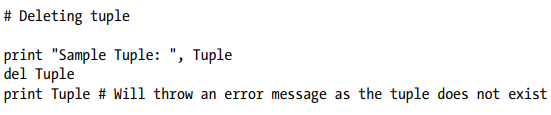 # Deleting tuple
print "Sample Tuple: ", Tuple
del Tuple
print Tuple # Will throw an error message as the tuple does not exist